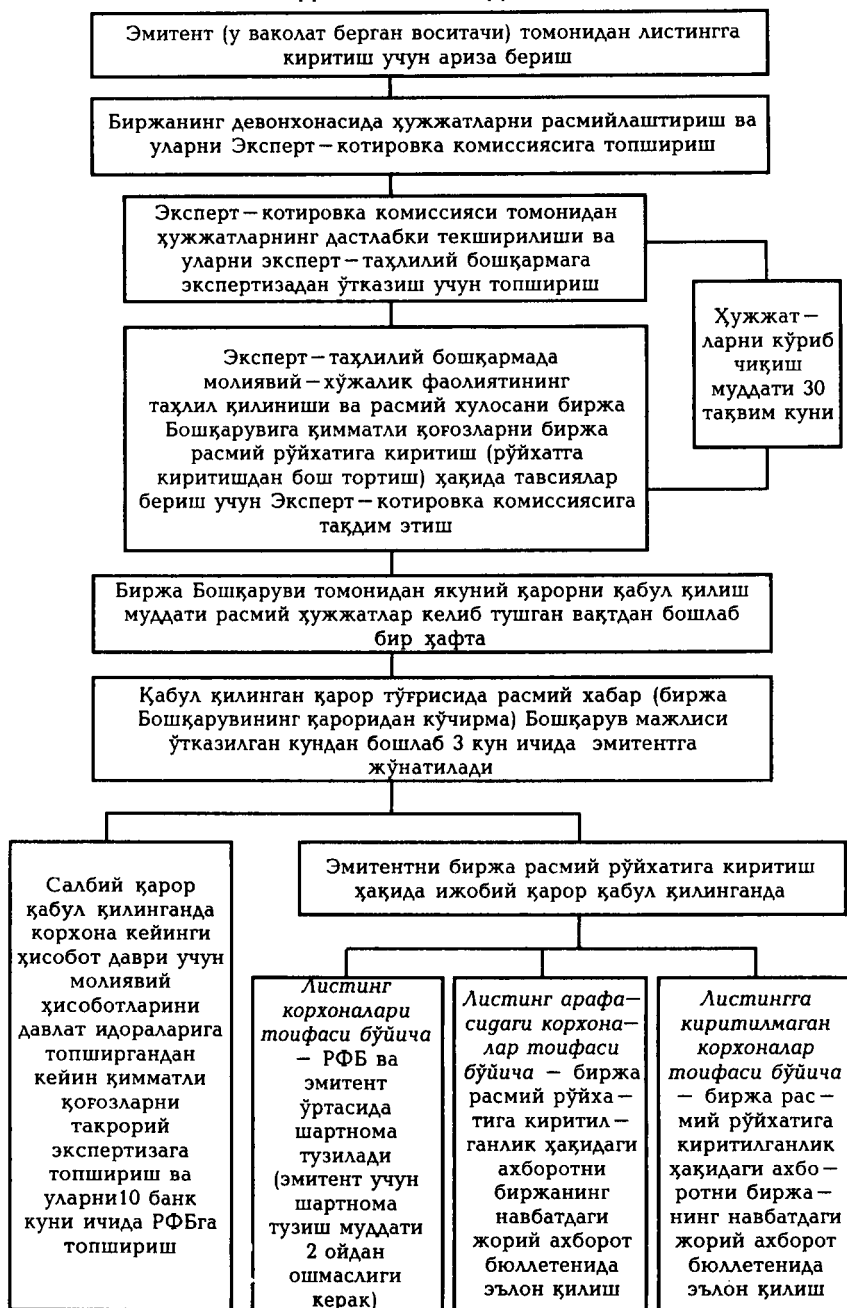 Эмитент (у ваколат берган воситачи) томонидан листингга
киритиш учун ариза бериш
Биржанинг девонхонасида ҳужжатларни расмийлаштириш ва
уларни Эксперт–котировка комиссиясига топшириш
Эксперт–котировка комиссияси томонидан
ҳужжатларнинг дастлабки текширилиши ва
уларни эксперт–таҳлилий бошқармага
экспертизадан ўтказиш учун топшириш
Ҳужжат–
ларни кўриб
чиқиш
муддати 30
тақвим куни
Эксперт–таҳлилий бошқармада
молиявий–хўжалик фаолиятининг
таҳлил қилиниши ва расмий хулосани биржа
Бошқарувига қимматли қоғозларни биржа
расмий рўйхатига киритиш (рўйхатга
киритишдан бош тортиш) ҳақида тавсиялар
бериш учун Эксперт–котировка комиссиясига
тақдим этиш
Биржа Бошқаруви томонидан якуний қарорни қабул қилиш
муддати расмий ҳужжатлар келиб тушган вақтдан бошлаб
бир ҳафта
Қабул қилинган қарор тўғрисида расмий хабар (биржа
Бошқарувининг қароридан кўчирма) Бошқарув мажлиси
ўтказилган кундан бошлаб 3 кун ичида эмитентга
жўнатилади
Салбий қарор
қабул қилинганда
корхона кейинги
ҳисобот даври учун
молиявий
ҳисоботларини
давлат идораларига
топширгандан
кейин қимматли
қоғозларни
такрорий
экспертизага
топшириш ва
уларни10 банк
куни ичида РФБга
топшириш
Эмитентни биржа расмий рўйхатига киритиш
ҳақида ижобий қарор қабул қилинганда
Листинг
корхоналари
тоифаси бўйича
– РФБ ва
эмитент
ўртасида
шартнома
тузилади
(эмитент учун
шартнома
тузиш муддати
2 ойдан
ошмаслиги
керак)
Листинг арафа–
сидаги корхона–
лар тоифаси
бўйича – биржа
расмий рўйха–
тига киритил–
ганлик ҳақидаги
ахборотни
биржанинг
навбатдаги
жорий ахборот
бюллетенида
эълон қилиш
Листингга
киритилмаган
корхоналар
тоифаси бўйича
– биржа рас–
мий рўйхатига
киритилганлик
ҳақидаги ахбо–
ротни биржа–
нинг навбатдаги
жорий ахборот
бюллетенида
эълон қилиш